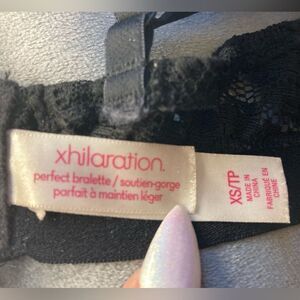 xhilaration.
perfect bralette / soutien-gorge
parfait à maintien léger
XS/TP
MADE IN
CHINA
FABRIQUÉ EN
CHINE